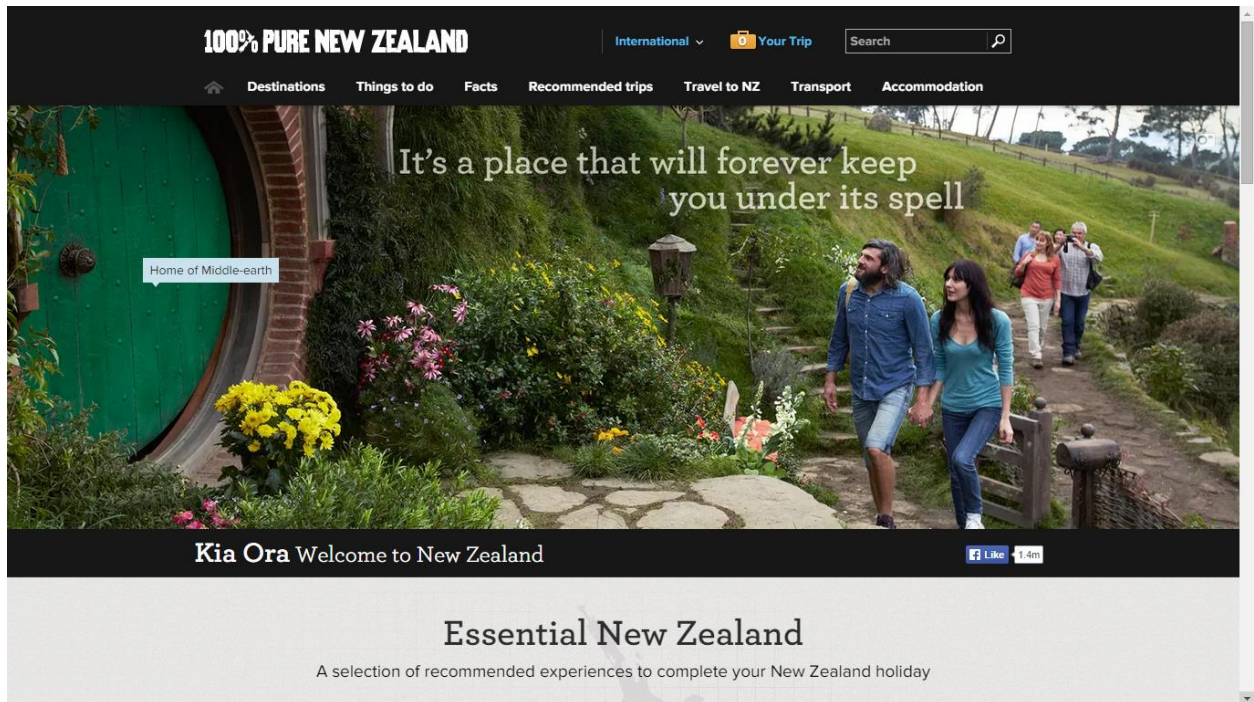 100% PURE NEW ZEALAND
International
0 Your Trip
Search
Destinations Things to do Facts Recommended trips Travel to NZ Transport Accommodation
It's a place that will forever keep
you under its spell
Home of Middle-earth
Kia Ora Welcome to New Zealand
Like 1.4m
Essential New Zealand
A selection of recommended experiences to complete your New Zealand holiday